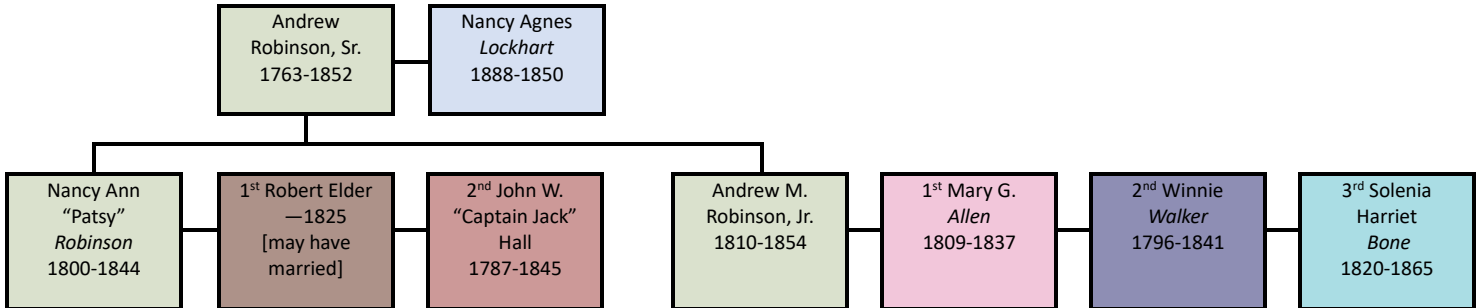 Andrew
Robinson, Sr.
1763-1852
Nancy Agnes
Lockhart
1888-1850
Nancy Ann
“Patsy”
Robinson
1800-1844
1st Robert Elder
—1825
[may have
married]
2nd John W.
“Captain Jack”
Hall
1787-1845
Andrew M.
Robinson, Jr.
1810-1854
1st Mary G.
Allen
1809-1837
2nd Winnie
Walker
1796-1841
3rd Solenia
Harriet
Bone
1820-1865